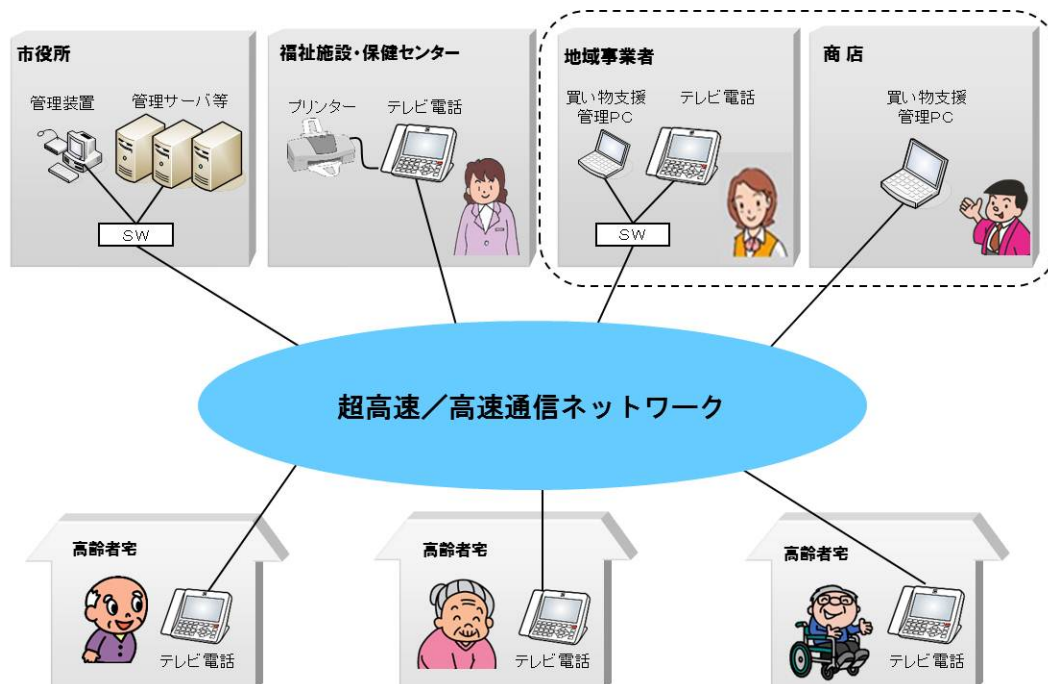 市役所
管理装置
管理サーバ等
SW
福祉施設・保健センター
プリンター
テレビ電話
地域事業者
買い物支援
管理PC
テレビ電話
SW
商店
買い物支援
管理PC
超高速／高速通信ネットワーク
高齢者宅
テレビ電話
高齢者宅
テレビ電話
高齢者宅
テレビ電話